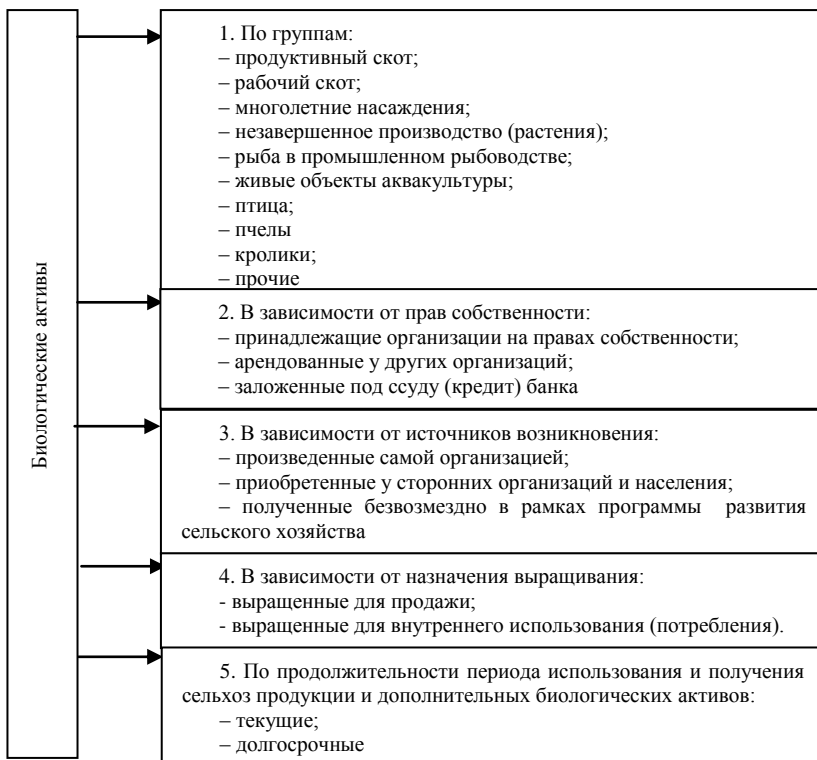 Биологические активы
1. По группам:
– продуктивный скот;
– рабочий скот;
– многолетние насаждения;
– незавершенное производство (растения);
– рыба в промышленном рыбоводстве;
– живые объекты аквакультуры;
– птица;
– пчелы
– кролики;
– прочие
2. В зависимости от прав собственности:
– принадлежащие организации на правах собственности;
– арендованные у других организаций;
– заложенные под ссуду (кредит) банка
3. В зависимости от источников возникновения:
– произведенные самой организацией;
– приобретенные у сторонних организаций и населения;
– полученные безвозмездно в рамках программы развития
сельского хозяйства
4. В зависимости от назначения выращивания:
- выращенные для продажи;
- выращенные для внутреннего использования (потребления).
5. По продолжительности периода использования и получения
сельхоз продукции и дополнительных биологических активов:
– текущие;
– долгосрочные